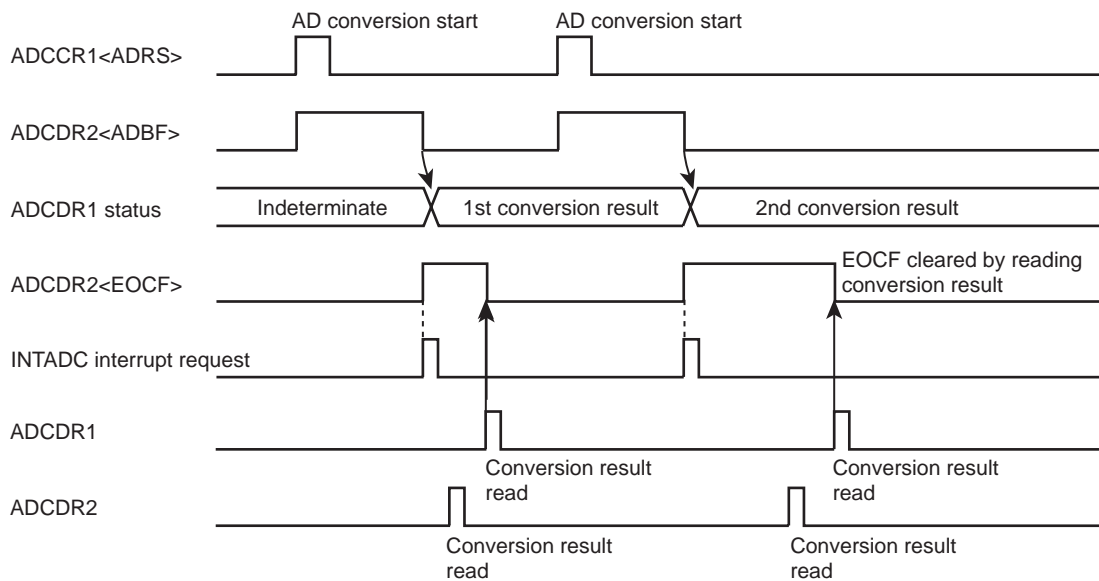 AD conversion start
AD conversion start
ADCCR1<ADRS>
ADCDR2<ADBF>
ADCDR1 status
Indeterminate
1st conversion result
2nd conversion result
ADCDR2<EOCF>
EOCF cleared by reading
conversion result
INTADC interrupt request
ADCDR1
Conversion result
read
Conversion result
read
ADCDR2
Conversion result
read
Conversion result
read